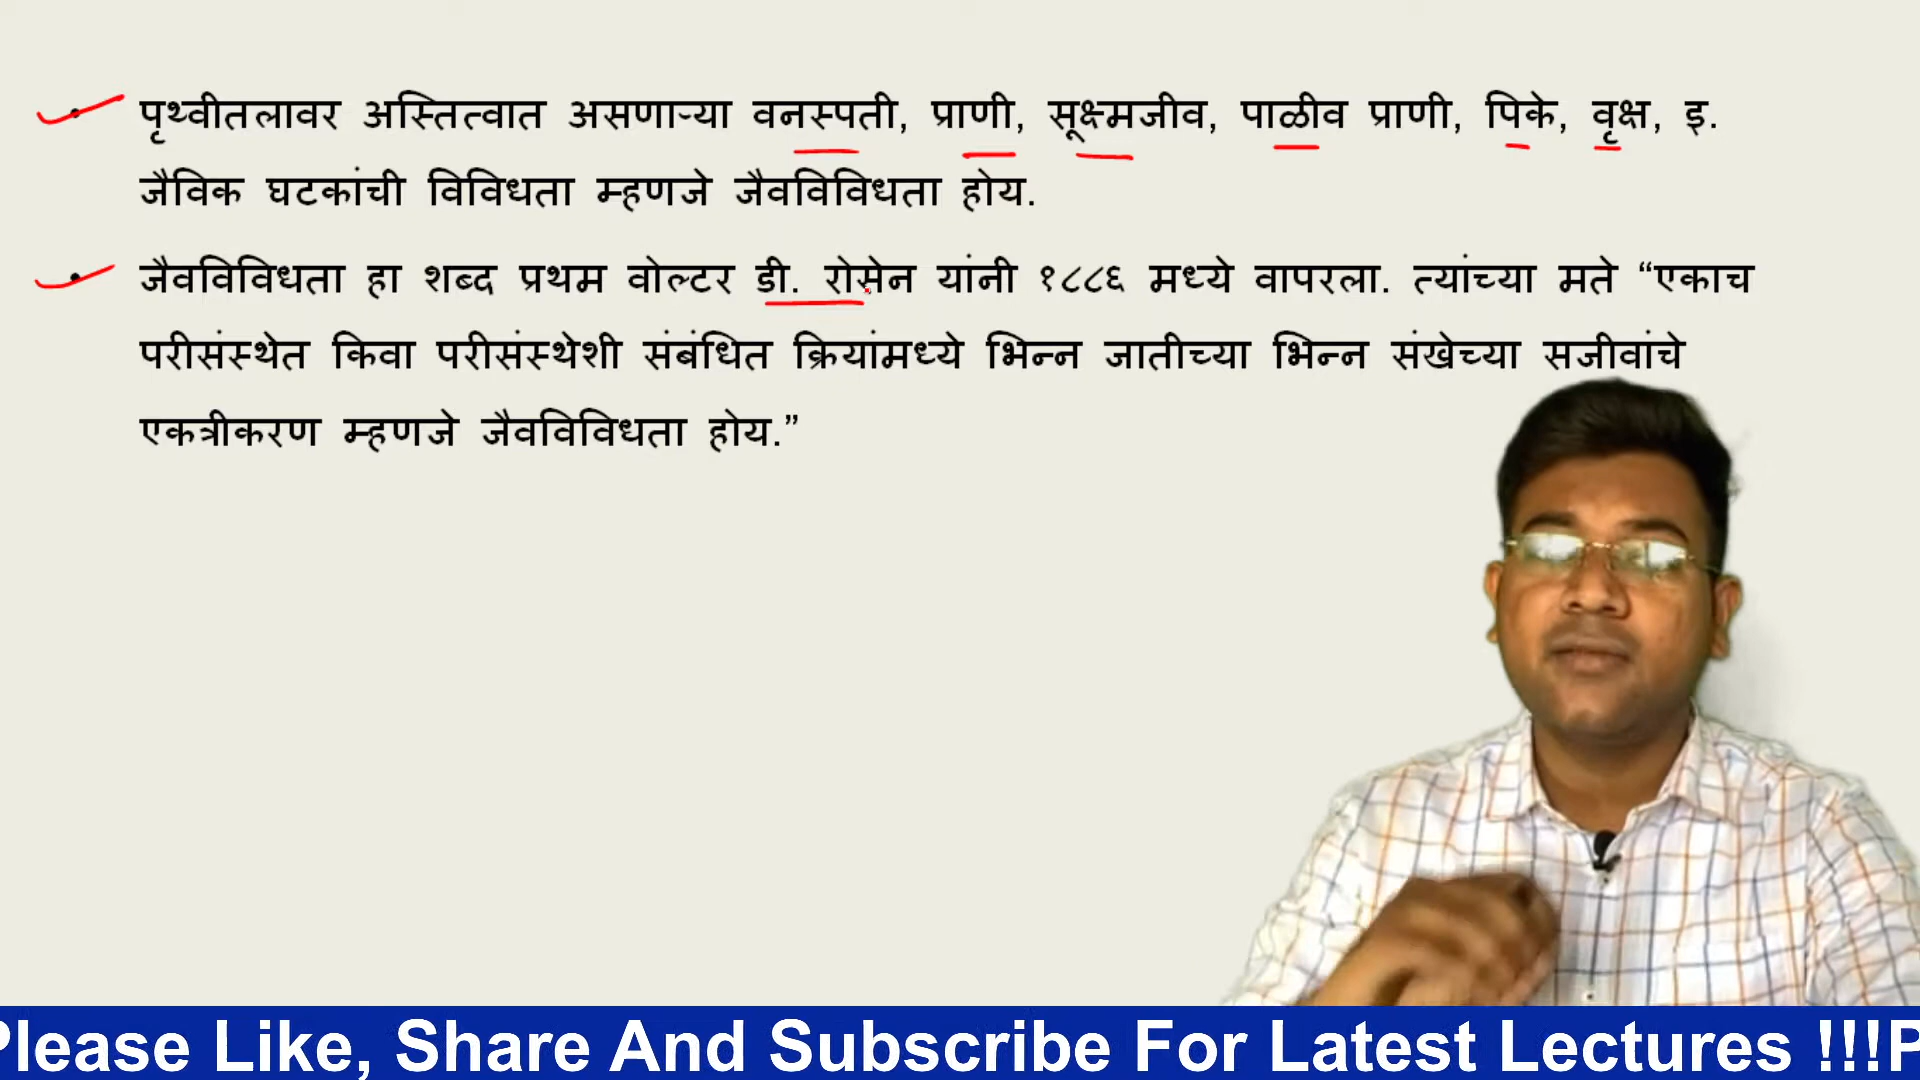 पृथ्वीतलावर अस्तित्वात असणाऱ्या वनस्पती, प्राणी, सूक्ष्मजीव, पाळीव प्राणी, पिके, वृक्ष, इ.
जैविक घटकांची विविधता म्हणजे जैवविविधता होय.
जैवविविधता हा शब्द प्रथम वोल्टर डी. रोसेन यांनी १८८६ मध्ये वापरला. त्यांच्या मते “एकाच
परीसंस्थेत किंवा परीसंस्थेशी संबंधित क्रियांमध्ये भिन्न जातीच्या भिन्न संखेच्या सजीवांचे
एकत्रीकरण म्हणजे जैवविविधता होय.”
Please Like, Share And Subscribe For Latest Lectures !!!P